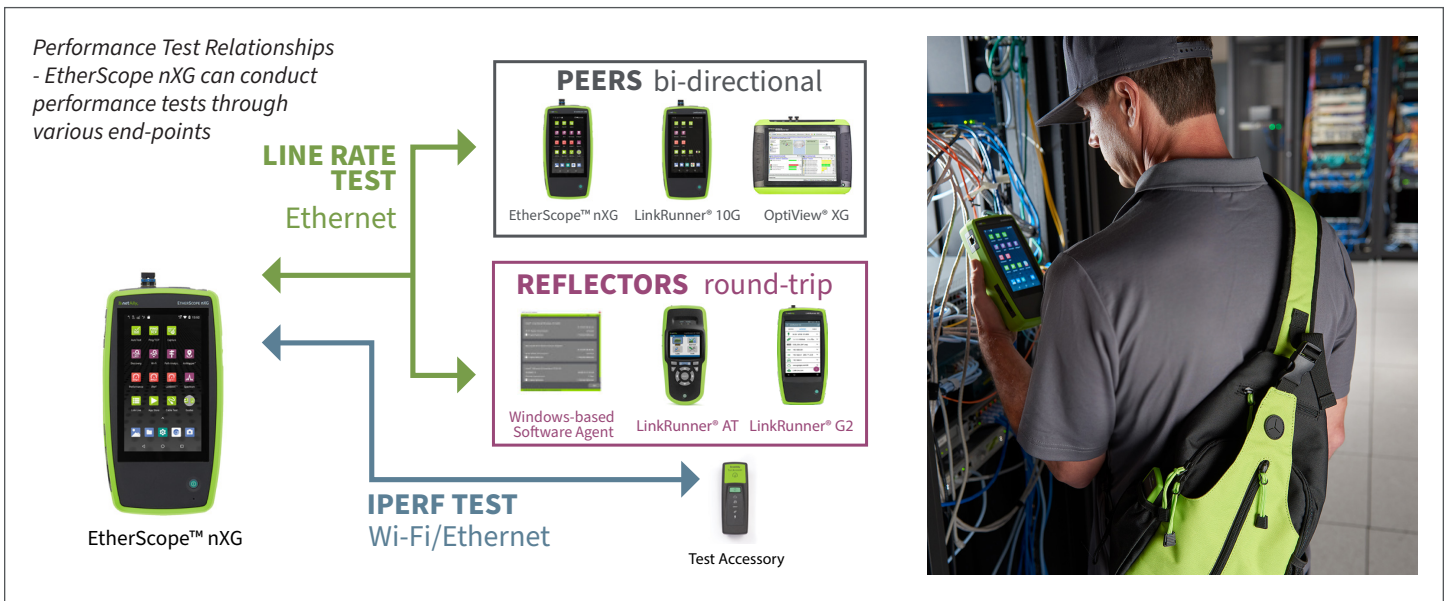 Performance Test Relationships
- EtherScope nXG can conduct
performance tests through
various end-points
LINE RATE
TEST
Ethernet
PEERS bi-directional
EtherScope™ nXG
LinkRunner® 10G
OptiView® XG
REFLECTORS round-trip
Windows-based
Software Agent
LinkRunner® AT
LinkRunner® G2
IPERF TEST
Wi-Fi/Ethernet
EtherScope™ nXG
Test Accessory